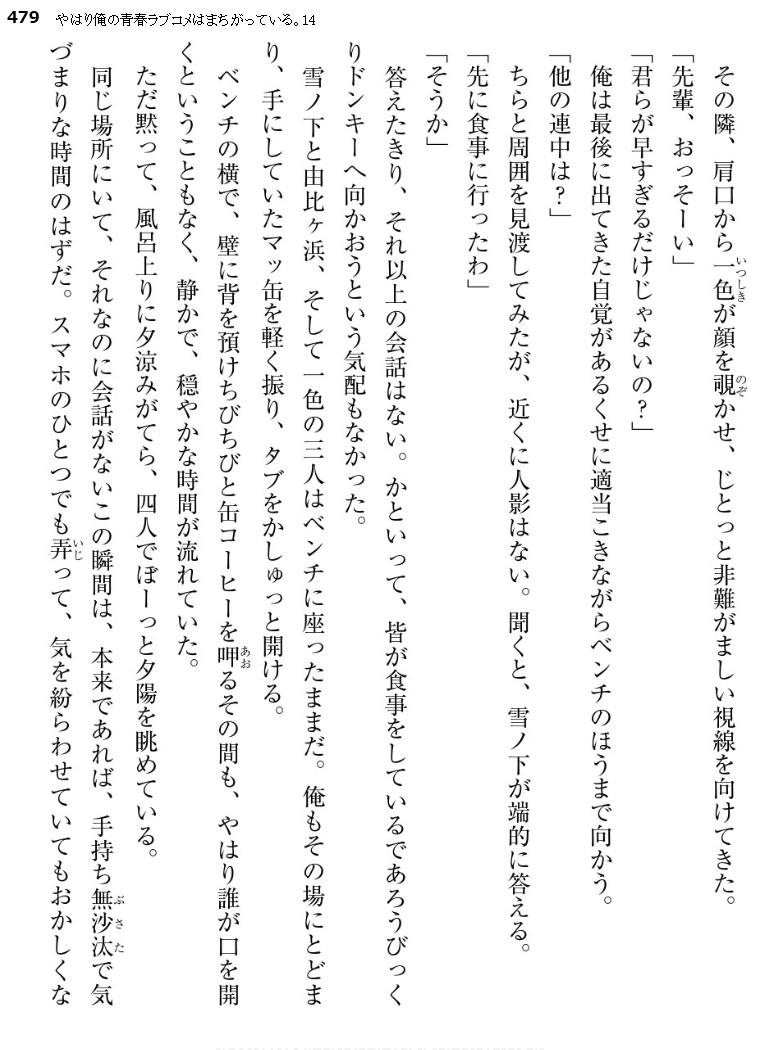 479 やはり俺の青春ラブコメはまちがっている。14
その隣、肩口から一色が顔を覗かせ、じとっと非難がましい視線を向けてきた。
「先輩、おっそーい」
「君らが早すぎるだけじゃないの？」
俺は最後に出てきた自覚があるくせに適当こきながらベンチのほうまで向かう。
「他の連中は？」
ちらと周囲を見渡してみたが、近くに人影はない。聞くと、雪ノ下が端的に答える。
「先に食事に行ったわ」
「そうか」
答えたきり、それ以上の会話はない。かといって、皆が食事をしているであろうびっく
りドンキーへ向かおうという気配もなかった。
雪ノ下と由比ヶ浜、そして一色の三人はベンチに座ったままだ。俺もその場にとどま
り、手にしていたマッ缶を軽く振り、タブをかしゅっと開ける。
ベンチの横で、壁に背を預けちびちびと缶コーヒーを呷るその間も、やはり誰が口を開
くということもなく、静かで、穏やかな時間が流れていた。
ただ黙って、風呂上りに夕涼みがてら、四人でぼーっと夕陽を眺めている。
同じ場所にいて、それなのに会話がないこの瞬間は、本来であれば、手持ち無沙汰で気
づまりな時間のはずだ。スマホのひとつでも弄って、気を紛らわせていてもおかしくな